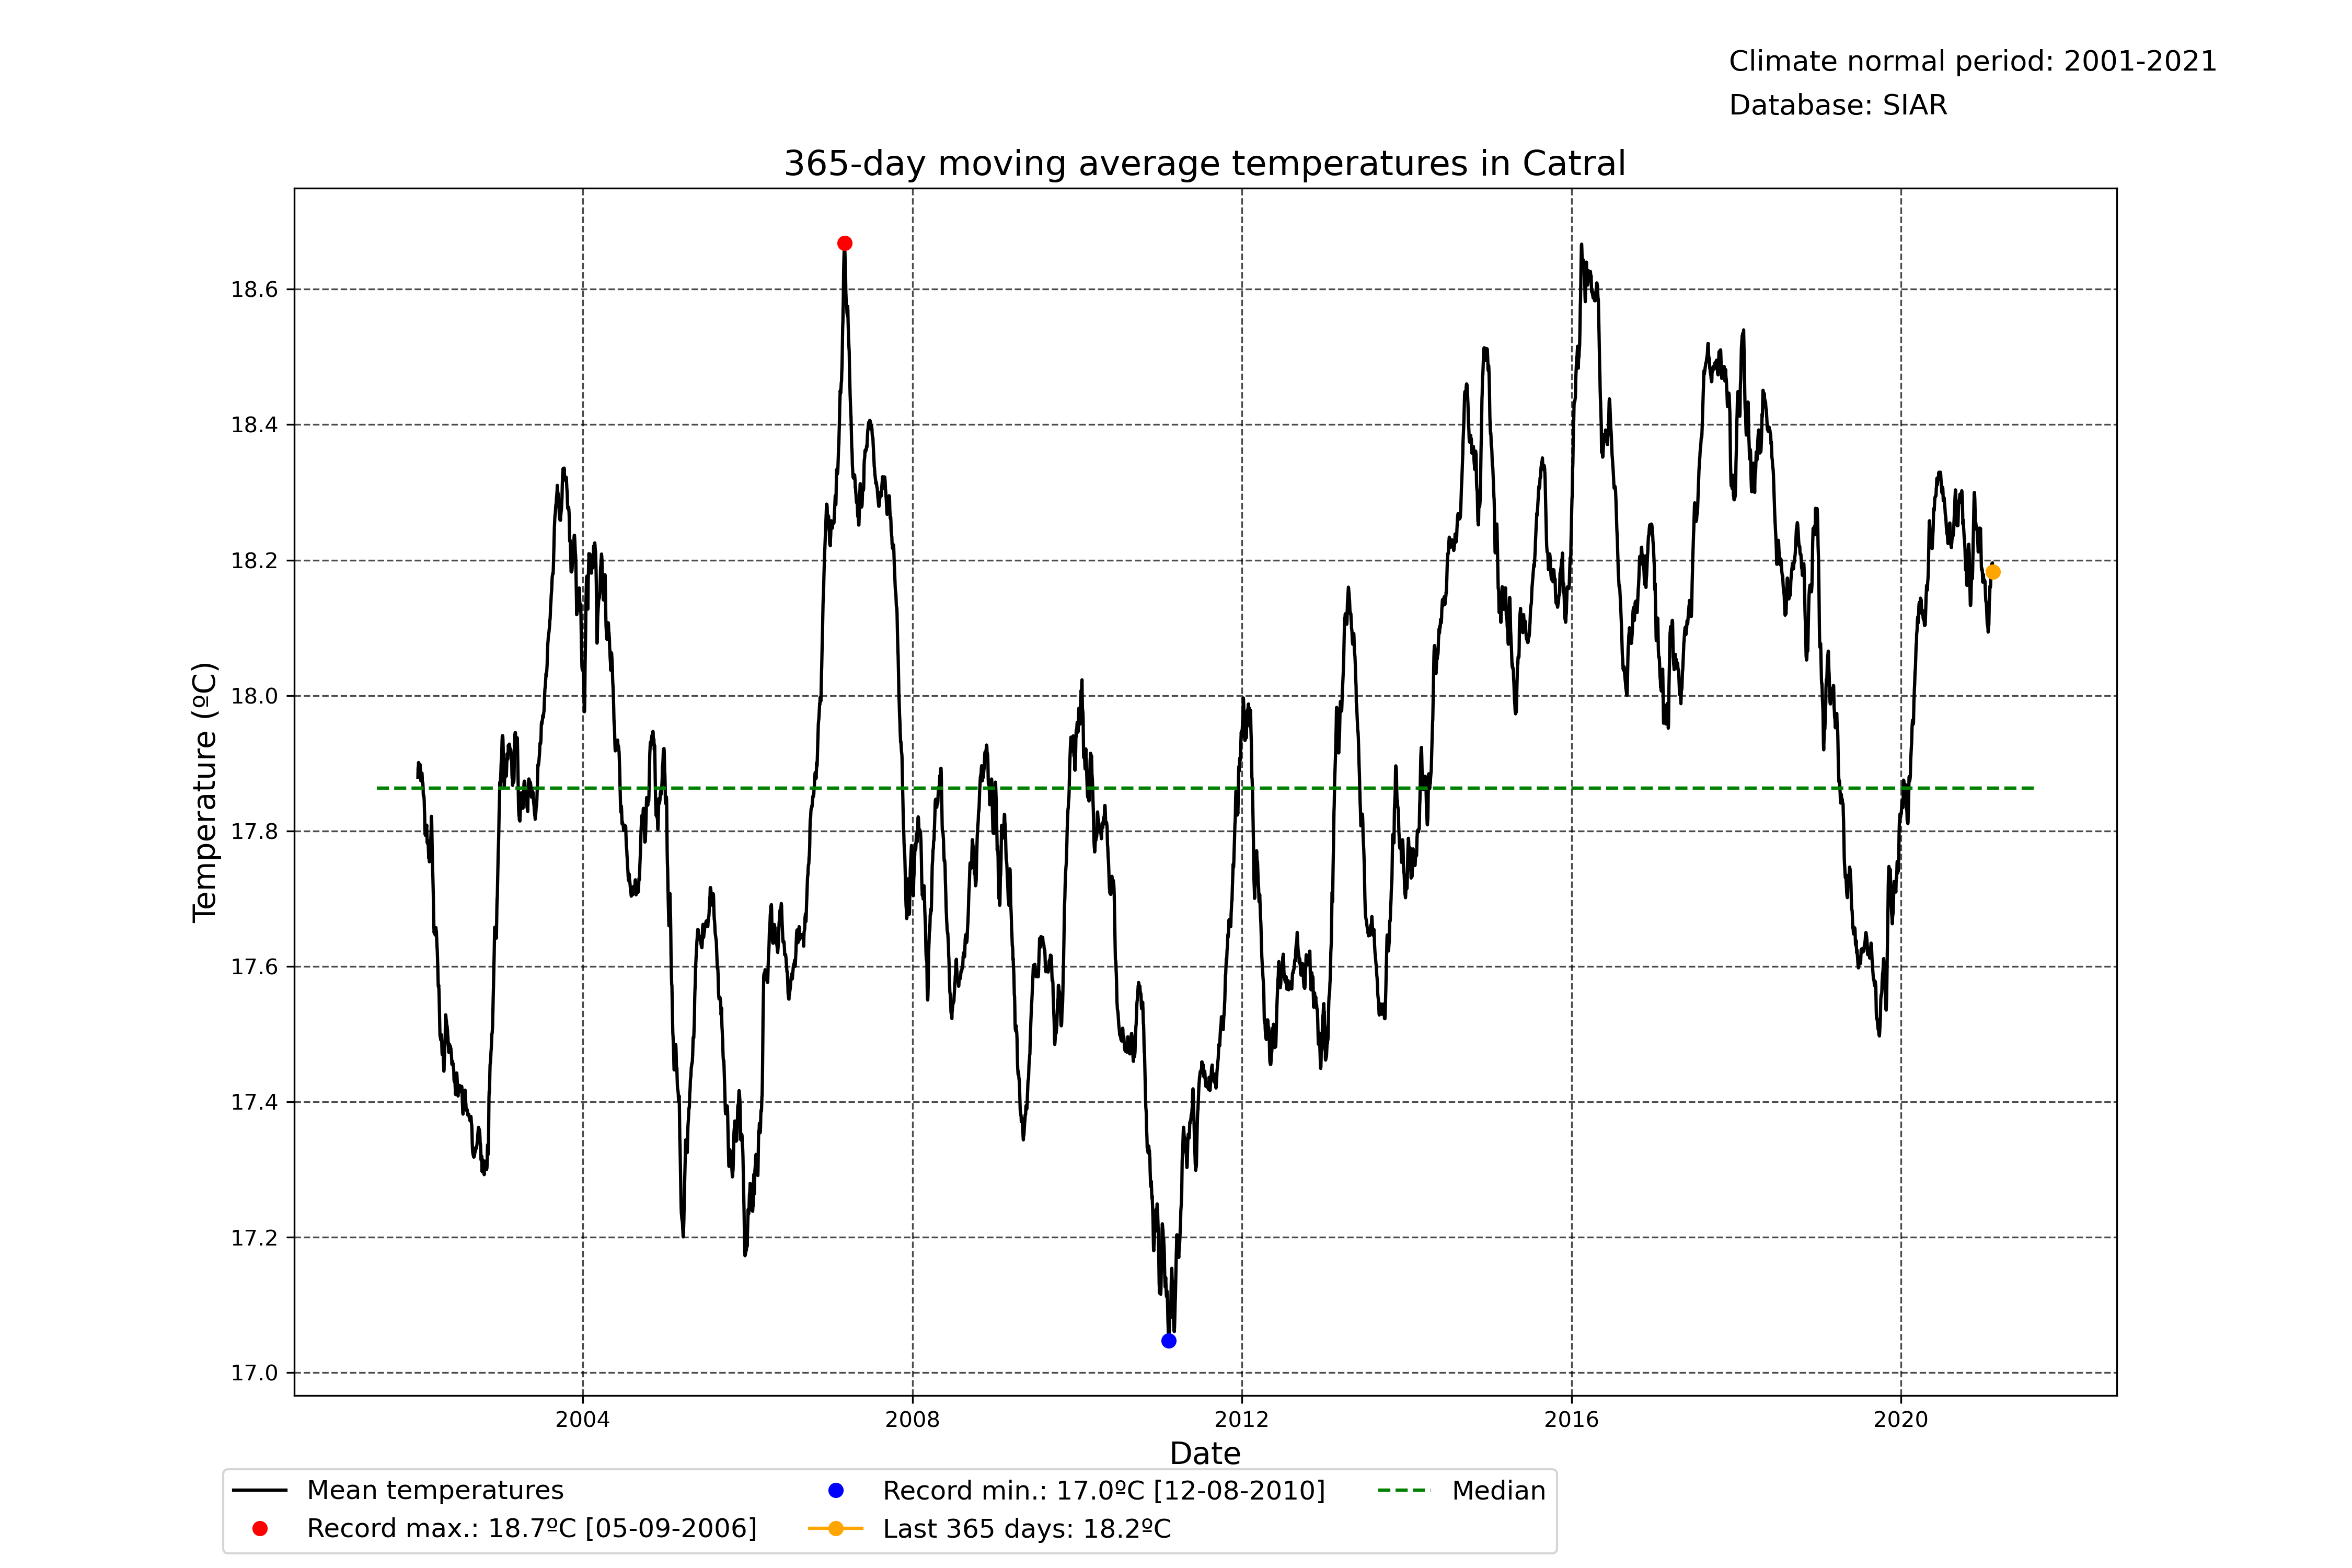 Climate normal period: 2001-2021
Database: SIAR
365-day moving average temperatures in Catral
Temperature (ºC)
18.6
18.4
18.2
18.0
17.8
17.6
17.4
17.2
17.0
2004 2008 2012 2016 2020
Date
Mean temperatures
Record max.: 18.7ºC [05-09-2006]
Record min.: 17.0ºC [12-08-2010]
Last 365 days: 18.2ºC
Median